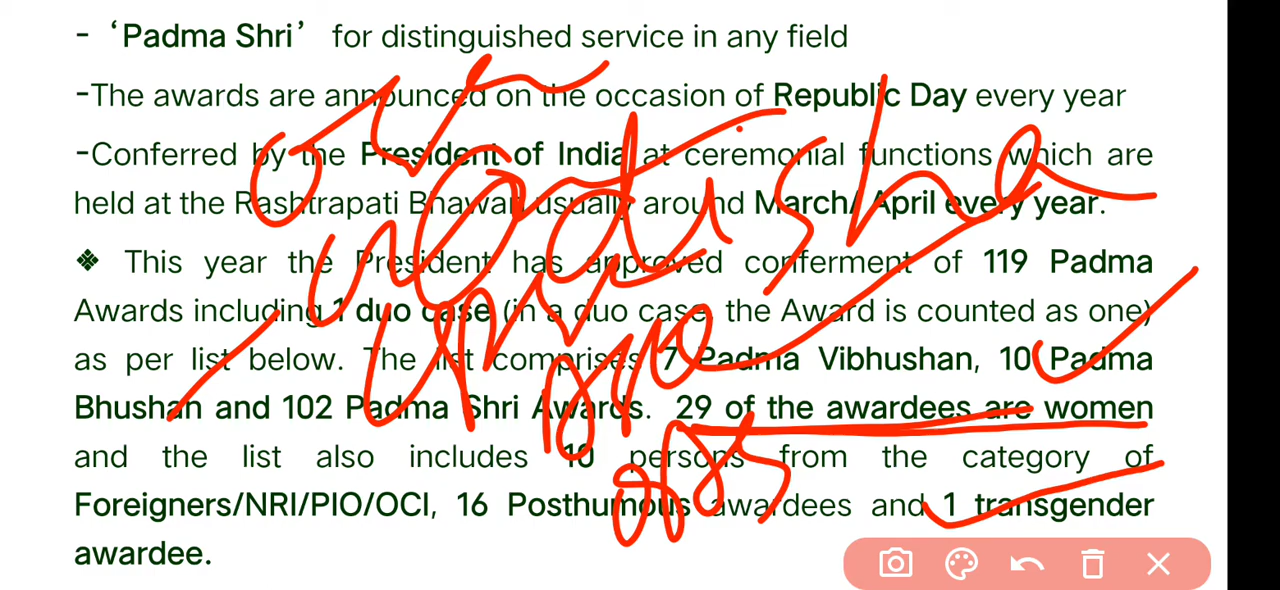 - ‘Padma Shri’ for distinguished service in any field
-The awards are announced on the occasion of Republic Day every year
-Conferred by the President of India at ceremonial functions which are
held at the Rashtrapati Bhawan usually around March/ April every year.
❖ This year the President has approved conferment of 119 Padma
Awards including 1 duo case (in a duo case, the Award is counted as one)
as per list below. The list comprises 7 Padma Vibhushan, 10 Padma
Bhushan and 102 Padma Shri Awards. 29 of the awardees are women
and the list also includes 10 persons from the category of
Foreigners/NRI/PIO/OCI, 16 Posthumous awardees and 1 transgender
awardee.